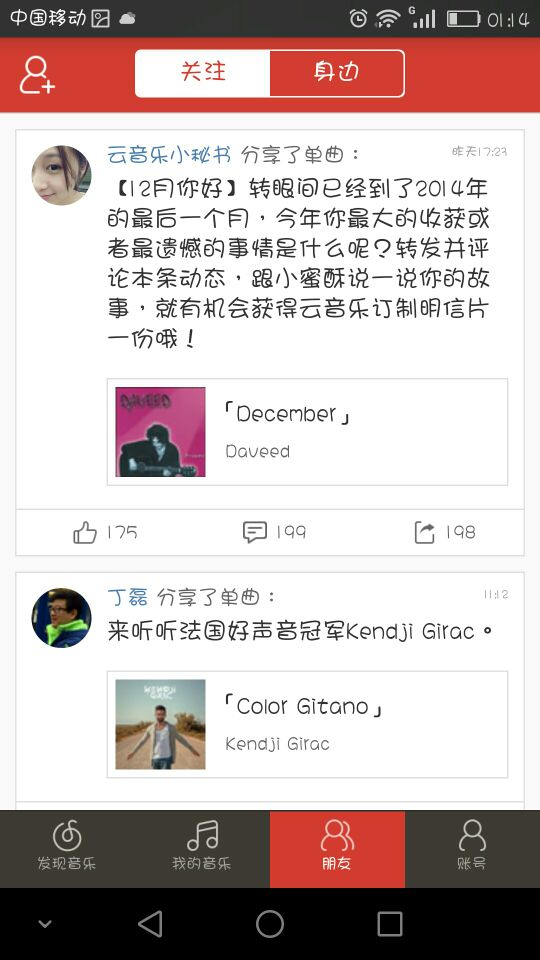 中国移动 G 01:14
关注 身边
云音乐小秘书 分享了单曲： 昨天17:23
【12月你好】转眼间已经到了2014年
的最后一个月，今年你最大的收获或
者最遗憾的事情是什么呢？转发并评
论本条动态，跟小蜜酥说一说你的故
事，就有机会获得云音乐订制明信片
一份哦！
DAVEED
「December」
Daveed
175 199 198
丁磊 分享了单曲： 11:12
来听听法国好声音冠军Kendji Girac。
KENDJI
GIRAC
「Color Gitano」
Kendji Girac
发现音乐 我的音乐 朋友 账号